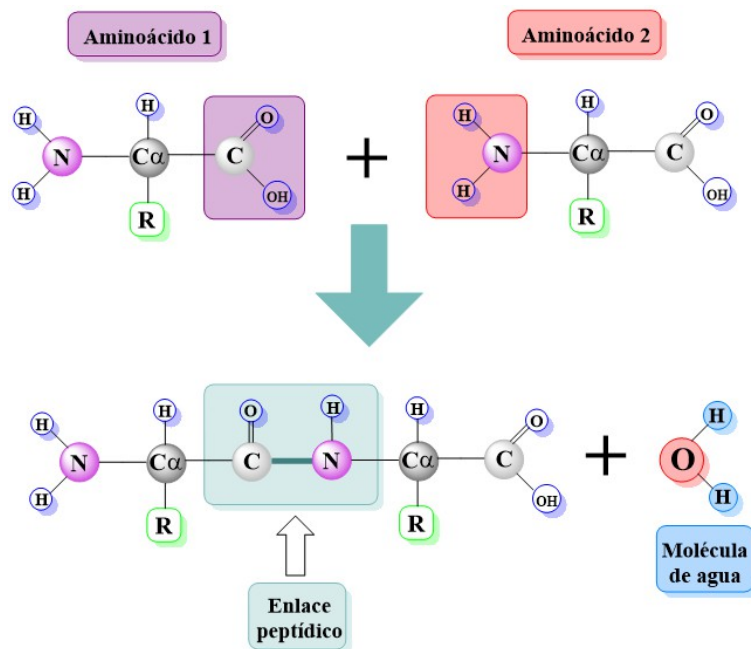 Aminoácido 1
Aminoácido 2
H
H
O
H
H
O
N
Cα
C
+
N
Cα
C
H
R
OH
H
R
OH
H
H
O
H
H
O
H
N
Cα
C
N
Cα
C
+
O
H
R
R
OH
H
Enlace
peptídico
Molécula
de agua